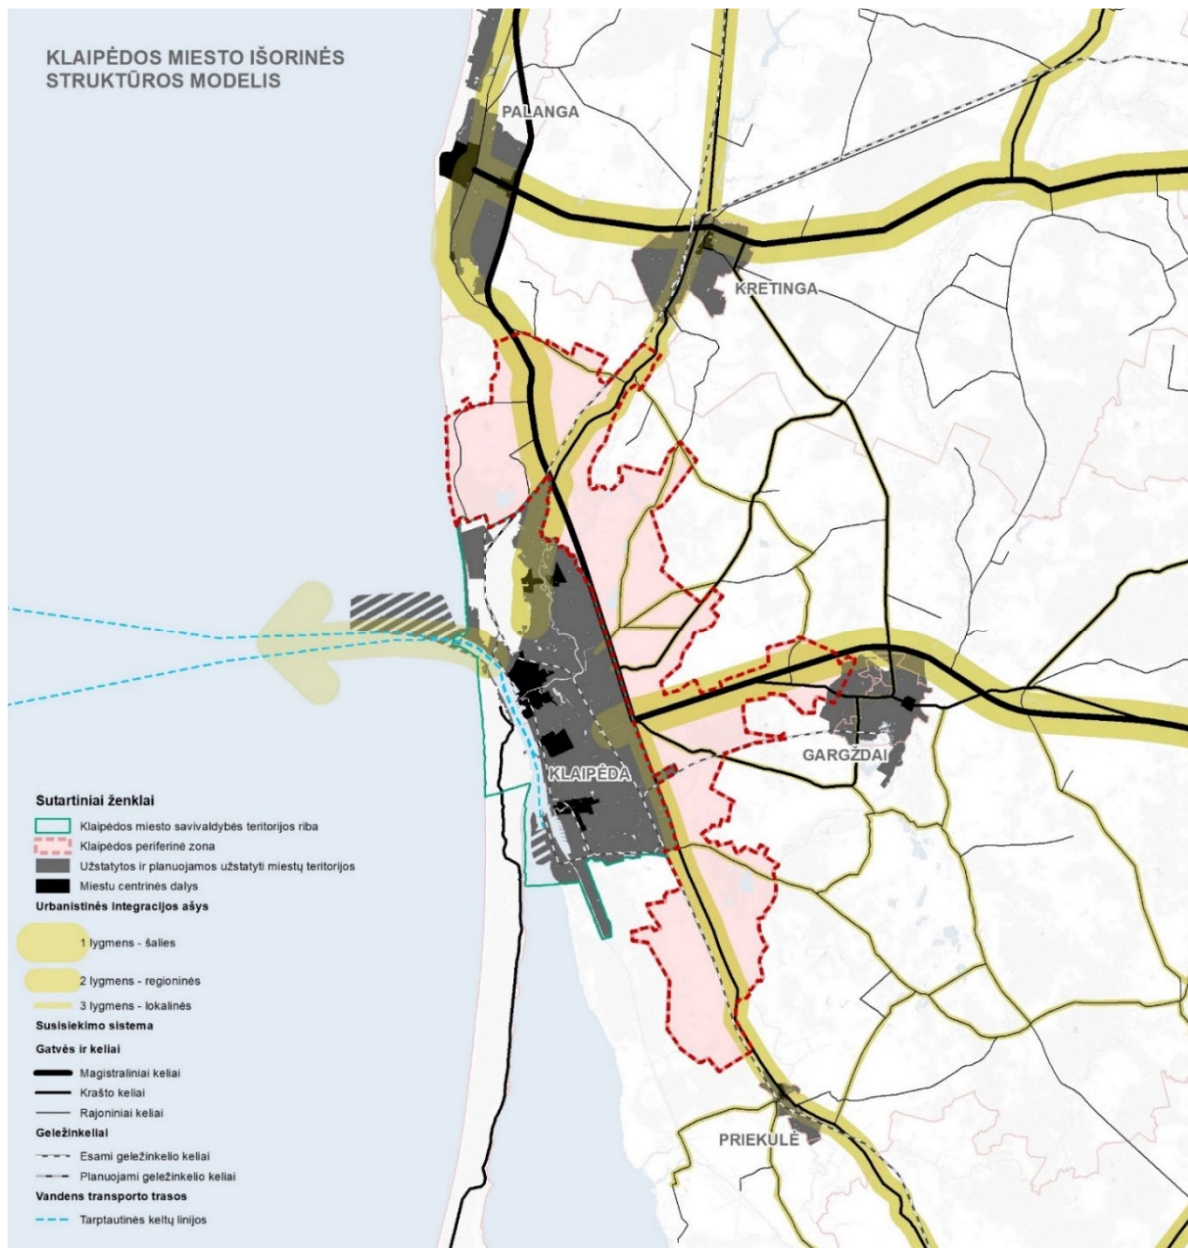 KLAIPĖDOS MIESTO IŠORINĖS
STRUKTŪROS MODELIS
PALANGA
KRETINGA
GARGŽDAI
KLAIPĖDA
PRIEKULĖ
Sutartiniai ženklai
Klaipėdos miesto savivaldybės teritorijos riba
Klaipėdos periferinė zona
Užstatytos ir planuojamos užstatyti miestų teritorijos
Miestu centrinės dalys
Urbanistinės integracijos ašys
1 lygmens - šalies
2 lygmens - regioninės
3 lygmens - lokalinės
Susisiekimo sistema
Gatvės ir keliai
Magistraliniai keliai
Krašto keliai
Rajoniniai keliai
Geležinkeliai
Esami geležinkelio keliai
Planuojami geležinkelio keliai
Vandens transporto trasos
Tarptautinės keltų linijos